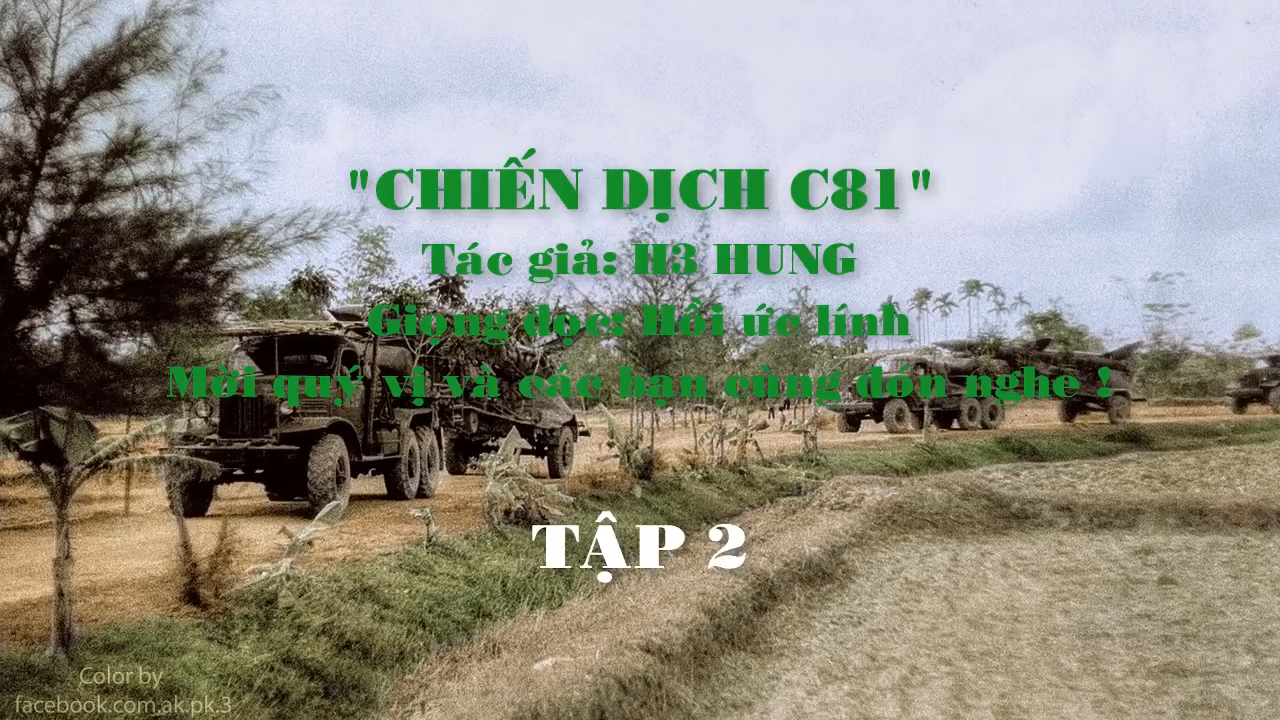 "CHIẾN DỊCH C81"
Tác giả: H3 HUNG
Giọng đọc: Hồi ức lính
Mời quý vị và các bạn cùng đón nghe !
TẬP 2
Color by
facebook.com.ak.pk.3